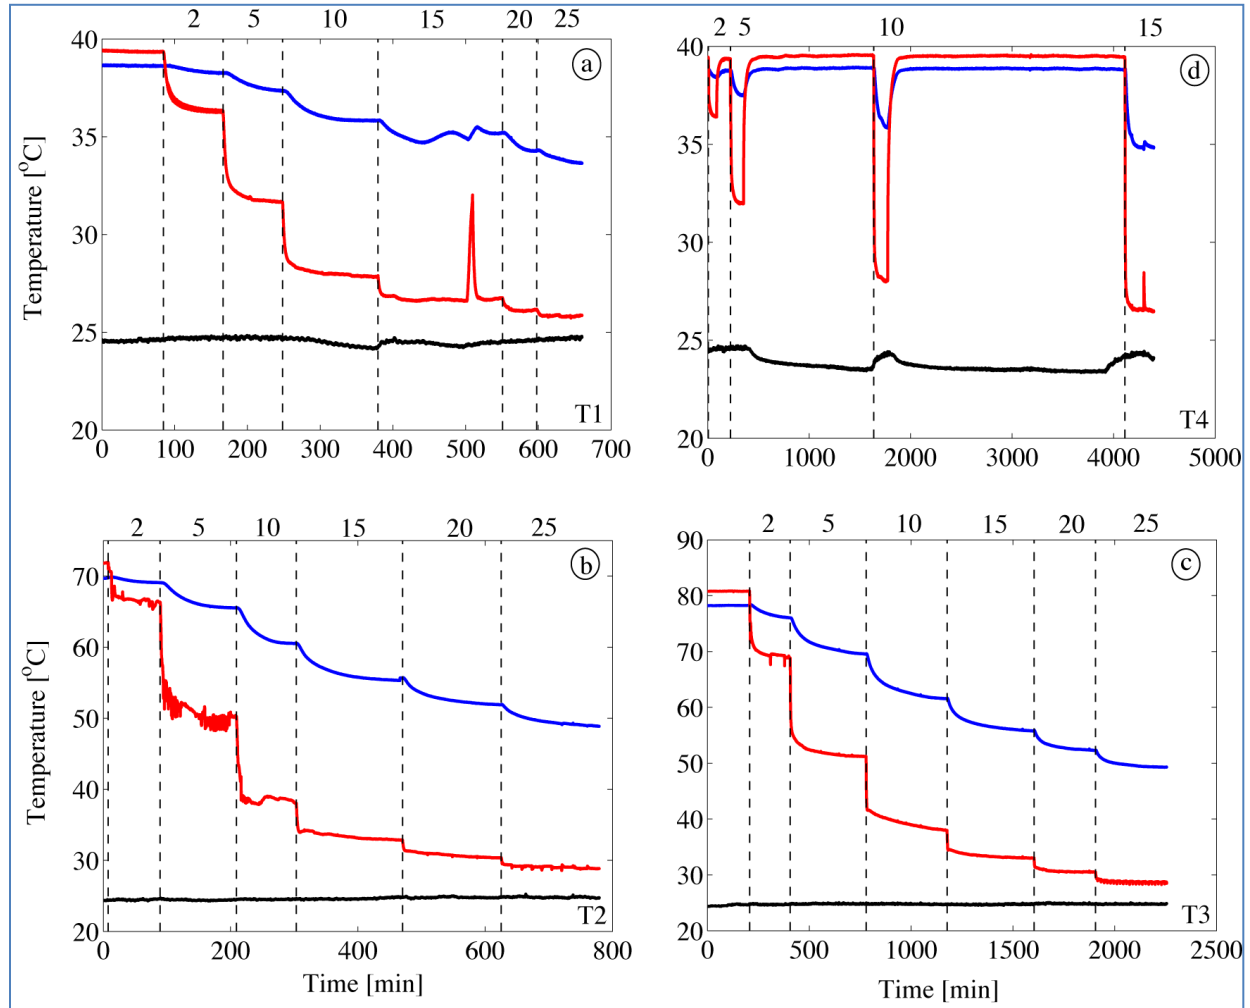 2 5 10 15 20 25
40
35
30
25
20
a
T1
0 100 200 300 400 500 600 700
Temperature [°C]
2 5 10 15
40
35
30
25
20
d
T4
0 1000 2000 3000 4000 5000
2 5 10 15 20 25
70
60
50
40
30
20
b
T2
0 200 400 600 800
Time [min]
Temperature [°C]
2 5 10 15 20 25
90
80
70
60
50
40
30
20
c
T3
0 500 1000 1500 2000 2500
Time [min]